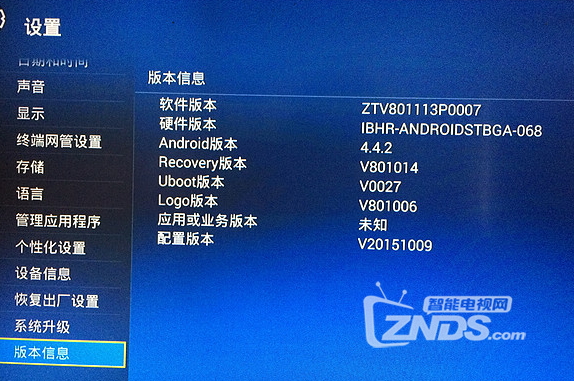 设置
日期和时间
声音
显示
终端网管设置
存储
语言
管理应用程序
个性化设置
设备信息
恢复出厂设置
系统升级
版本信息
版本信息
软件版本 ZTV801113P0007
硬件版本 IBHR-ANDROIDSTBGA-068
Android版本 4.4.2
Recovery版本 V801014
Uboot版本 V0027
Logo版本 V801006
应用或业务版本 未知
配置版本 V20151009
智能电视网
ZNDS.com